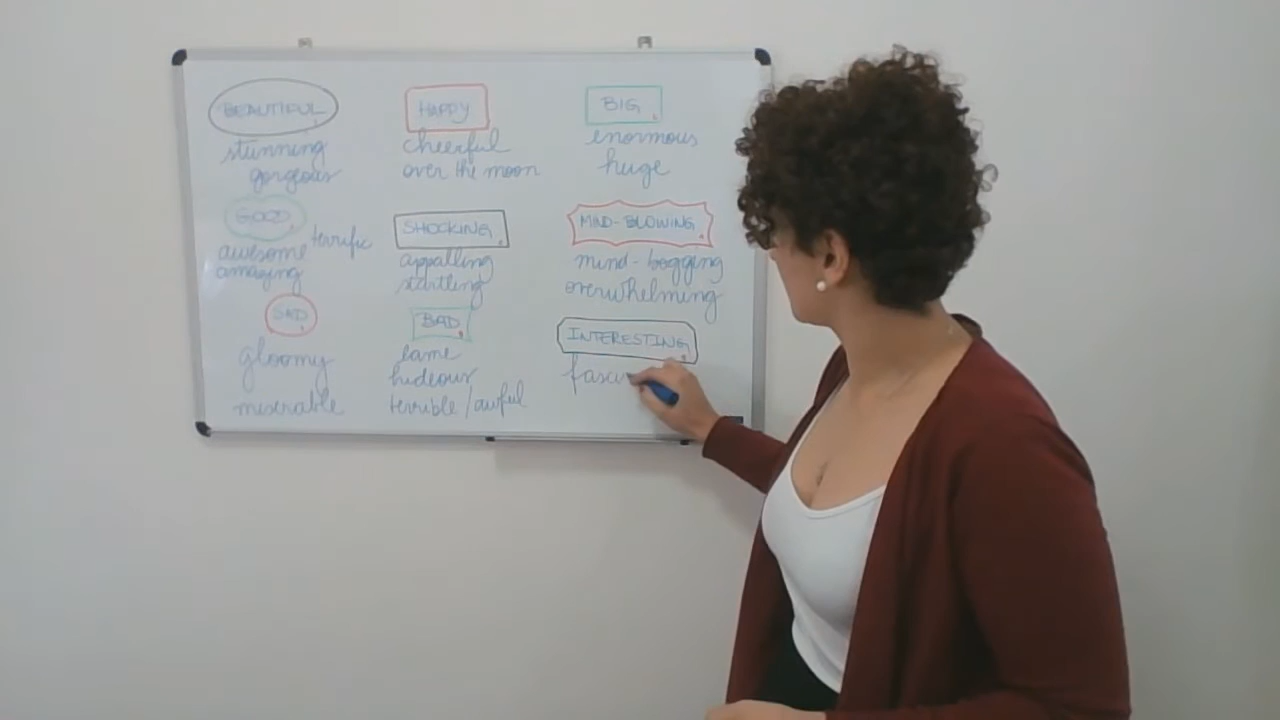 BEAUTIFUL
stunning
gorgeous
HAPPY
cheerful
over the moon
BIG
enormous
huge
GOOD
awesome terrific
amazing
SHOCKING
appalling
startling
MIND-BLOWING
mind-bogging
overwhelming
SAD
gloomy
miserable
BAD
lame
hideous
terrible/awful
INTERESTING
fasci